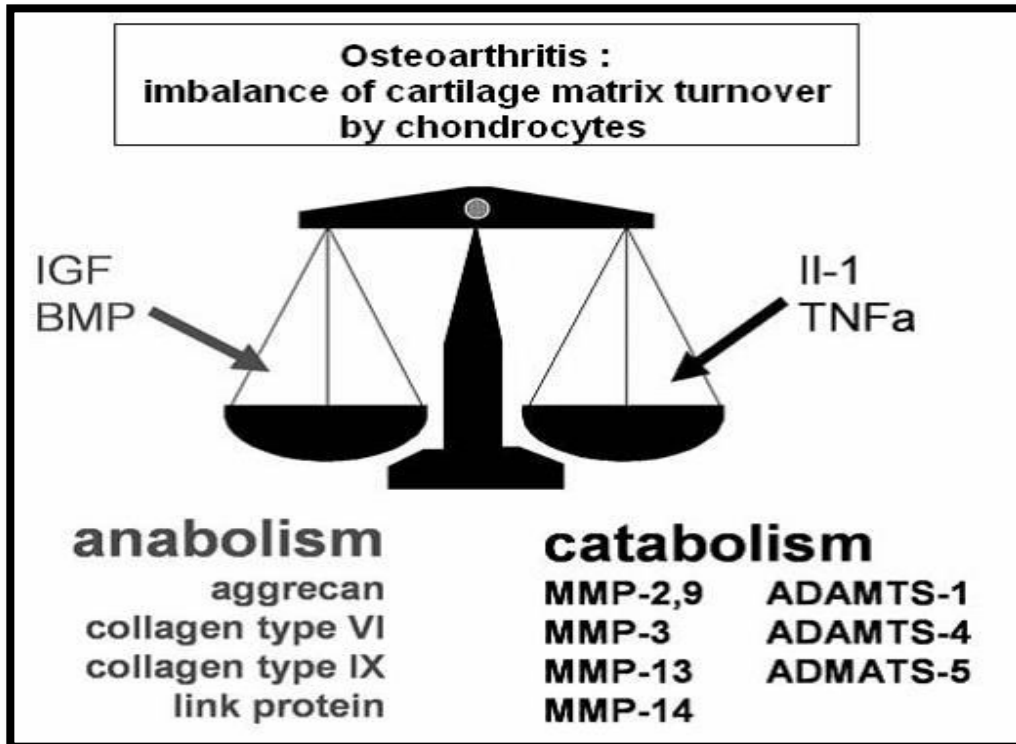 Osteoarthritis :
imbalance of cartilage matrix turnover
by chondrocytes
IGF
BMP
II-1
TNFa
anabolism
aggrecan
collagen type VI
collagen type IX
link protein
catabolism
MMP-2,9 ADAMTS-1
MMP-3 ADAMTS-4
MMP-13 ADMATS-5
MMP-14